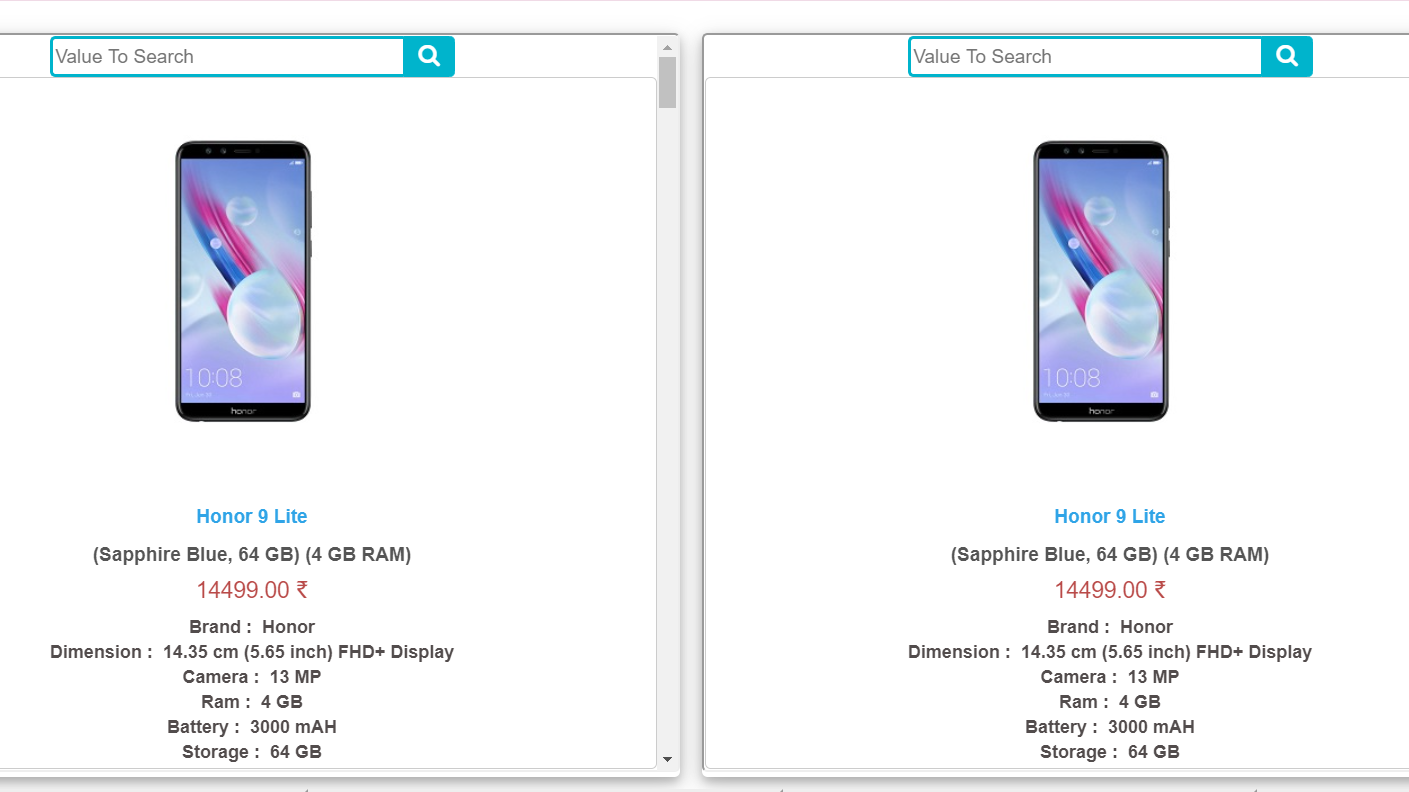 Value To Search
10:08
honor
Honor 9 Lite
(Sapphire Blue, 64 GB) (4 GB RAM)
14499.00 ₹
Brand : Honor
Dimension : 14.35 cm (5.65 inch) FHD+ Display
Camera : 13 MP
Ram : 4 GB
Battery : 3000 mAH
Storage : 64 GB
Value To Search
10:08
honor
Honor 9 Lite
(Sapphire Blue, 64 GB) (4 GB RAM)
14499.00 ₹
Brand : Honor
Dimension : 14.35 cm (5.65 inch) FHD+ Display
Camera : 13 MP
Ram : 4 GB
Battery : 3000 mAH
Storage : 64 GB